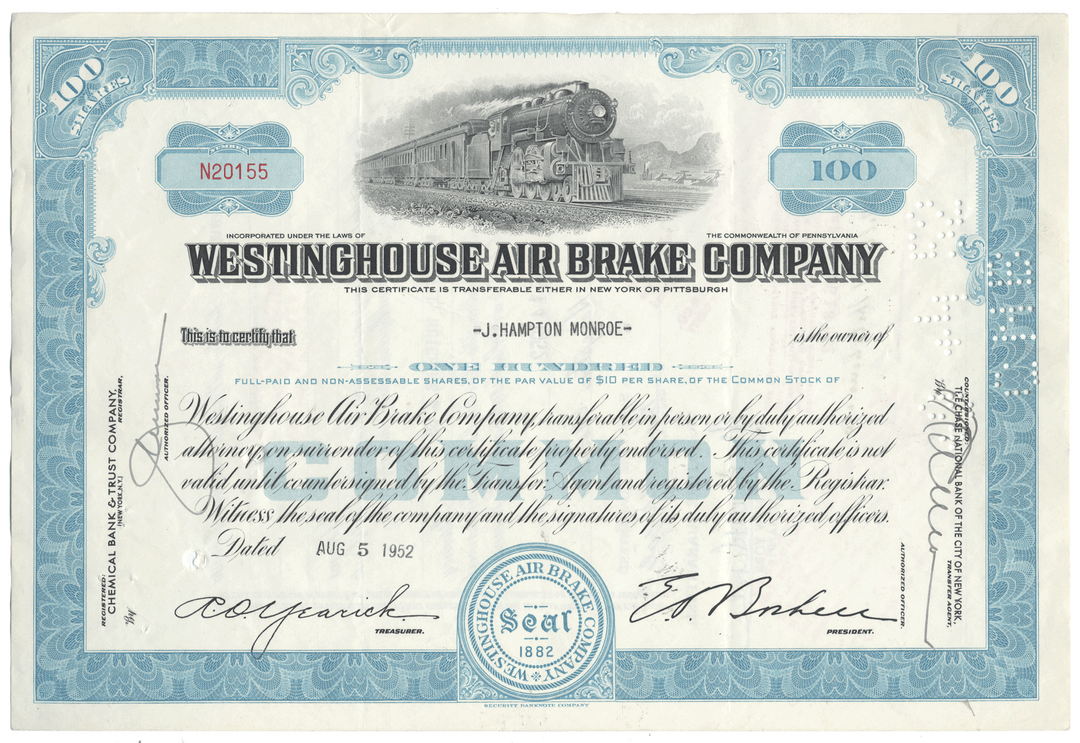 100 SHARES
100 SHARES
NUMBER
N20155
SHARES
100
INCORPORATED UNDER THE LAWS OF THE COMMONWEALTH OF PENNSYLVANIA
WESTINGHOUSE AIR BRAKE COMPANY
THIS CERTIFICATE IS TRANSFERABLE EITHER IN NEW YORK OR PITTSBURGH
This is to certify that -J. HAMPTON MONROE- is the owner of
ONE HUNDRED
FULL-PAID AND NON-ASSESSABLE SHARES, OF THE PAR VALUE OF $10 PER SHARE, OF THE COMMON STOCK OF
Westinghouse Air Brake Company, transferable in person or by duly authorized
attorney, on surrender of this certificate properly endorsed. This certificate is not
valid until countersigned by the Transfer Agent and registered by the Registrar.
Witness the seal of the company and the signatures of its duly authorized officers.
COMMON
Dated AUG 5 1952
TREASURER.
PRESIDENT.
WESTINGHOUSE AIR BRAKE COMPANY
Seal
1882
REGISTERED:
CHEMICAL BANK & TRUST COMPANY,
(NEW YORK, N.Y.) REGISTRAR,
By
AUTHORIZED OFFICER.
COUNTERSIGNED:
THE CHASE NATIONAL BANK OF THE CITY OF NEW YORK,
TRANSFER AGENT,
By
AUTHORIZED OFFICER.
SECURITY BANKNOTE COMPANY